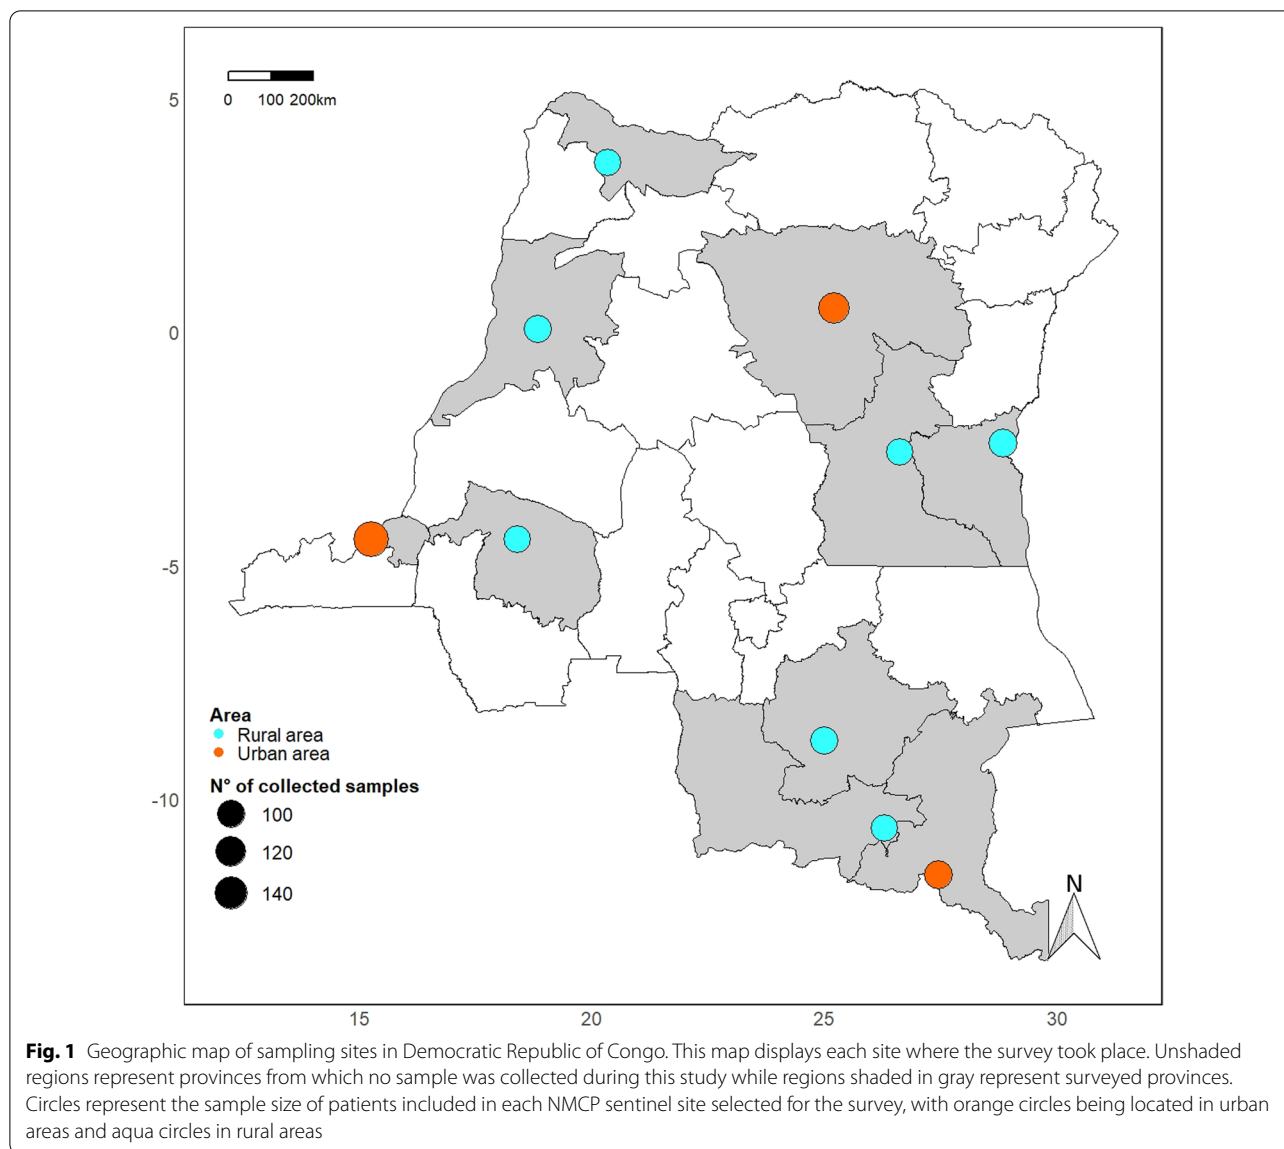 5
0
-5
-10
0 100 200km
Area
Rural area
Urban area
N° of collected samples
100
120
140
N
15 20 25 30
Fig. 1 Geographic map of sampling sites in Democratic Republic of Congo. This map displays each site where the survey took place. Unshaded
regions represent provinces from which no sample was collected during this study while regions shaded in gray represent surveyed provinces.
Circles represent the sample size of patients included in each NMCP sentinel site selected for the survey, with orange circles being located in urban
areas and aqua circles in rural areas